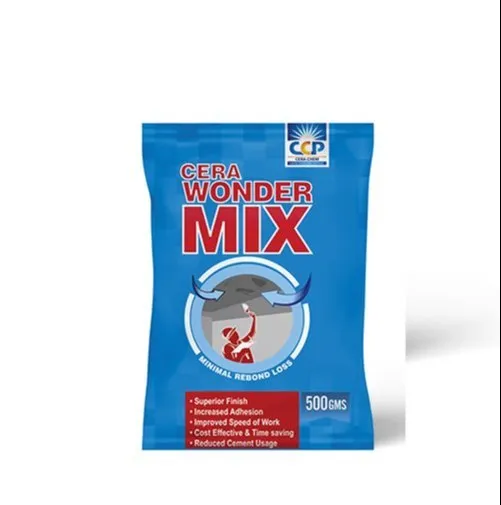 CCP
CERA-CHEM
CERA
WONDER
MIX
MINIMAL REBOND LOSS
• Superior Finish
• Increased Adhesion
• Improved Speed of Work
• Cost Effective & Time saving
• Reduced Cement Usage
500GMS